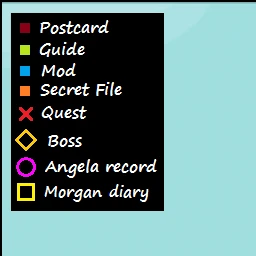 Postcard
Guide
Mod
Secret File
Quest
Boss
Angela record
Morgan diary